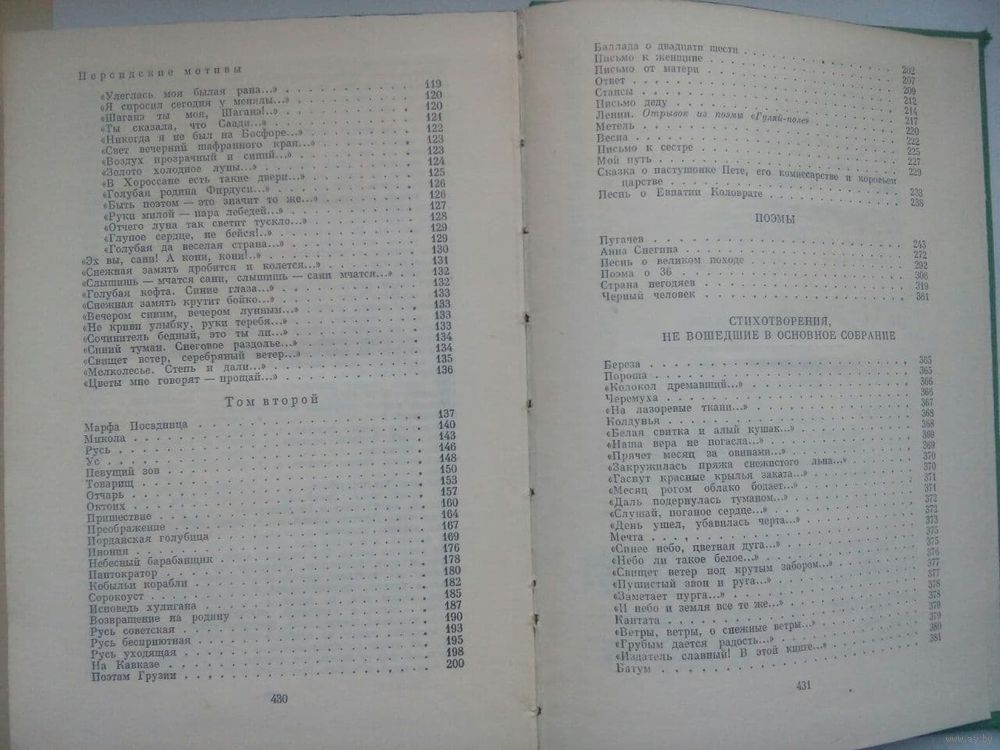 Персидские мотивы
«Улеглась моя былая рана...» 119
«Я спросил сегодня у менялы...» 120
«Шаганэ ты моя, Шаганэ!..» 120
«Ты сказала, что Саади...» 121
«Никогда я не был на Босфоре...» 122
«Свет вечерний шафранного края...» 123
«Воздух прозрачный и синий...» 123
«Золото холодное луны...» 124
«В Хороссане есть такие двери...» 125
«Голубая родина Фирдуси...» 126
«Быть поэтом — это значит то же...» 126
«Руки милой — пара лебедей...» 127
«Отчего луна так светит тускло...» 128
«Глупое сердце, не бейся!..» 129
«Голубая да веселая страна...» 129
«Эх вы, сани! А кони, кони!..» 130
«Снежная замять дробится и колется...» 131
«Слышишь — мчатся сани, слышишь — сани мчатся...» 132
«Голубая кофта. Синие глаза...» 132
«Снежная замять крутит бойко...» 133
«Вечером синим, вечером лунным...» 133
«Не криви улыбку, руки теребя...» 133
«Сочинитель бедный, это ты ли...» 133
«Синий туман. Снеговое раздолье...» 134
«Свищет ветер, серебряный ветер...» 134
«Мелколесье. Степь и дали...» 135
«Цветы мне говорят — прощай...» 136
Том второй
Марфа Посадница 137
Микола 140
Русь 143
Ус 146
Певущий зов 148
Товарищ 150
Отчарь 153
Октоих 157
Пришествие 160
Преображение 164
Иорданская голубица 167
Инония 169
Небесный барабанщик 176
Пантократор 178
Кобыльи корабли 180
Сорокоуст 182
Исповедь хулигана 185
Возвращение на родину 187
Русь советская 190
Русь бесприютная 193
Русь уходящая 195
На Кавказе 198
Поэтам Грузии 200
430
Баллада о двадцати шести 202
Письмо к женщине 207
Письмо от матери 209
Ответ 212
Стансы 214
Письмо деду 217
Ленин. Отрывок из поэмы «Гуляй-поле» 220
Метель 222
Весна 225
Письмо к сестре 227
Мой путь 229
Сказка о пастушонке Пете, его комиссарстве и коровьем
царстве 233
Песнь о Евпатии Коловрате 238
ПОЭМЫ
Пугачев 243
Анна Снегина 272
Песнь о великом походе 292
Поэма о 36 306
Страна негодяев 319
Черный человек 361
СТИХОТВОРЕНИЯ,
НЕ ВОШЕДШИЕ В ОСНОВНОЕ СОБРАНИЕ
Береза 365
Пороша 365
«Колокол дремавший...» 366
Черемуха 366
«На лазоревые ткани...» 367
Колдунья 368
«Белая свитка и алый кушак...» 368
«Наша вера не погасла...» 369
«Прячет месяц за овинами...» 369
«Закружилась пряжа снежистого льна...» 370
«Гаснут красные крылья заката...» 370
«Месяц рогом облако бодает...» 371
«Даль подернулась туманом...» 371
«Слушай, поганое сердце...» 372
«День ушел, убавилась черта...» 372
Мечта 373
«Синее небо, цветная дуга...» 375
«Небо ли такое белое...» 375
«Свищет ветер под крутым забором...» 376
«Пушистый звон и руга...» 377
«Заметает пурга...» 377
«И небо и земля все те же...» 378
Кантата 378
«Ветры, ветры, о снежные ветры...» 379
«Грубым дается радость...» 379
«Издатель славный! В этой книге...» 380
Батум 381
431
www.ay.by